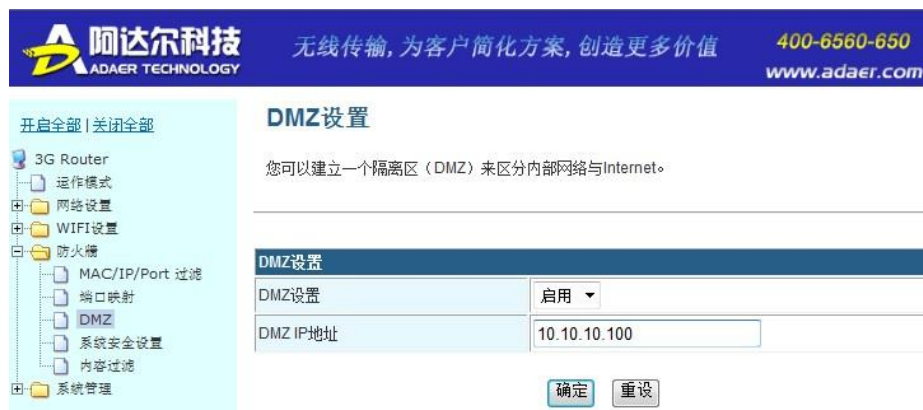 阿达尔科技
ADAER TECHNOLOGY
无线传输,为客户简化方案,创造更多价值
400-6560-650
www.adaer.com
开启全部|关闭全部
3G Router
运作模式
网络设置
WIFI设置
防火墙
MAC/IP/Port 过滤
端口映射
DMZ
系统安全设置
内容过滤
系统管理
DMZ设置
您可以建立一个隔离区（DMZ）来区分内部网络与Internet。
DMZ设置
DMZ设置
启用
DMZ IP地址
10.10.10.100
确定
重设